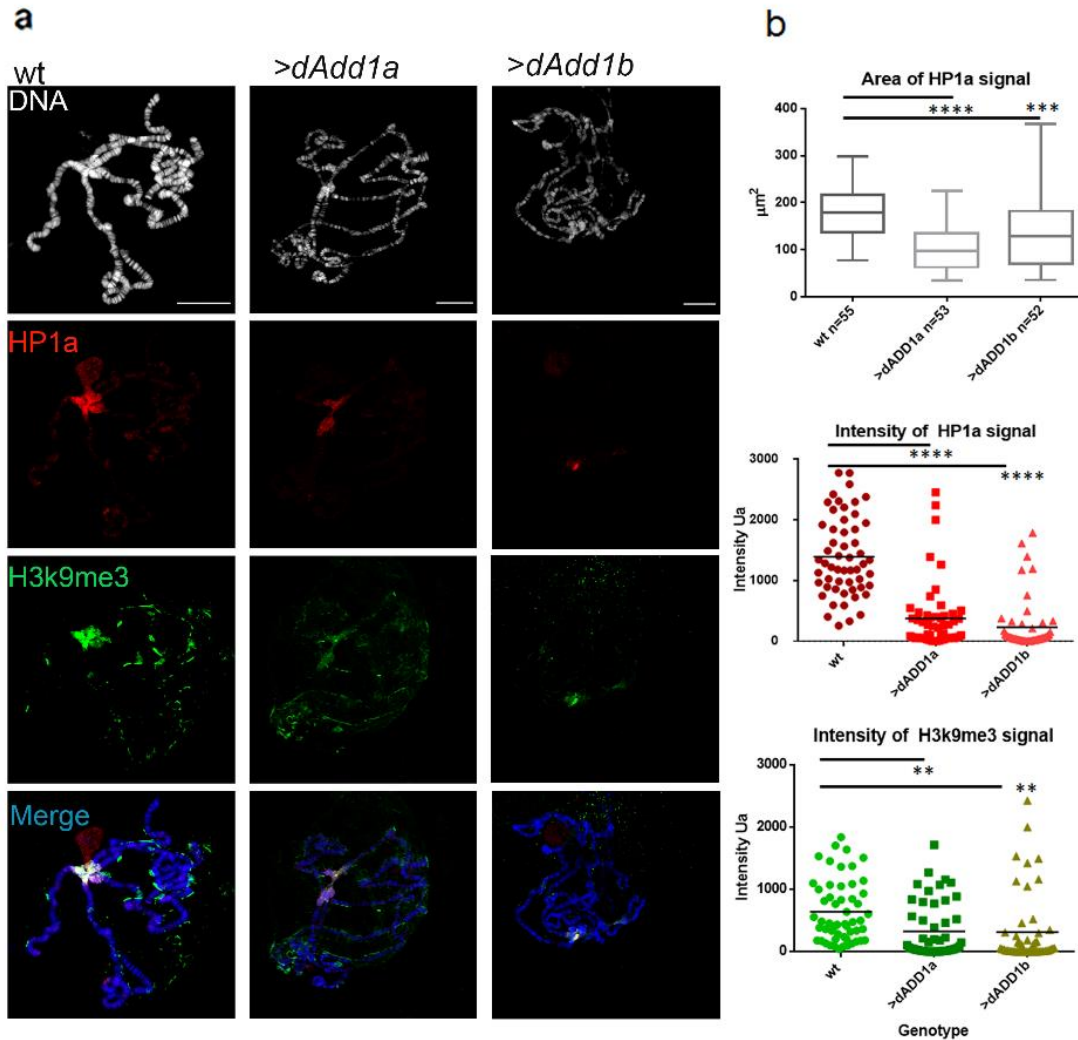 a
wt
>dAdd1a
>dAdd1b
DNA
HP1a
H3k9me3
Merge
b
Area of HP1a signal
**** ***
400
300
200
100
0
µm²
wt n=55
>dADD1a n=53
>dADD1b n=52
Intensity of HP1a signal
****
****
3000
2000
1000
0
Intensity Ua
wt
>dADD1a
>dADD1b
Intensity of H3k9me3 signal
**
**
3000
2000
1000
0
Intensity Ua
wt
>dADD1a
>dADD1b
Genotype